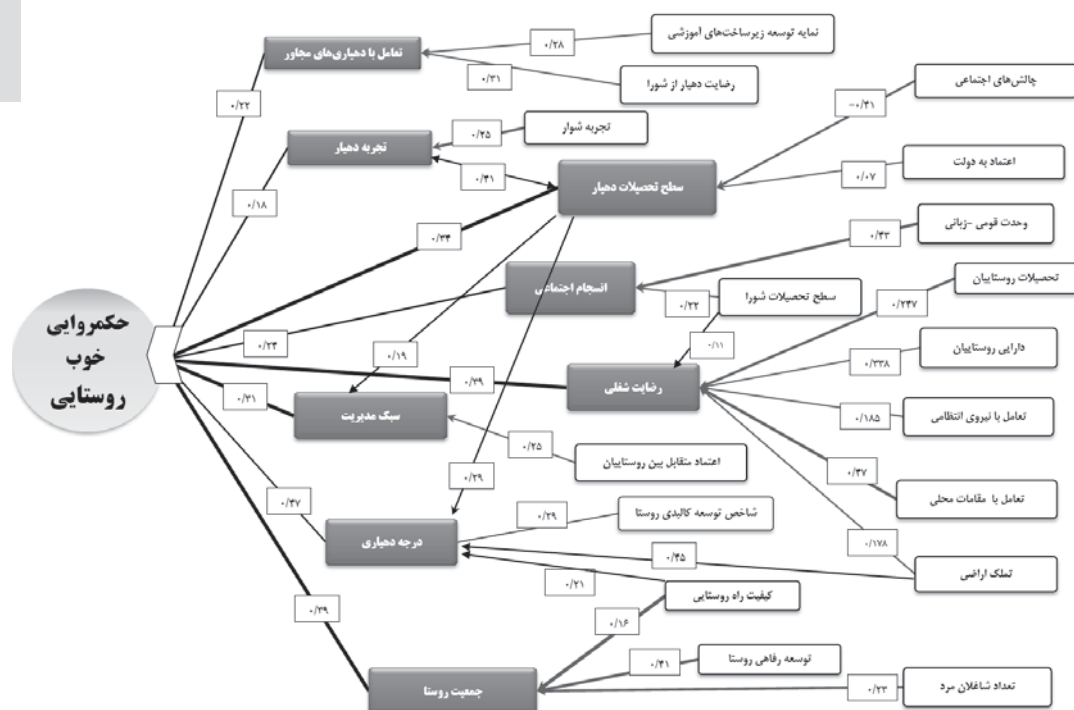 نمایه توسعه زیرساخت‌های آموزشی
۰/۲۸
تعامل با دهیاری‌های مجاور
۰/۳۱
رضایت دهیار از شورا
چالش‌های اجتماعی
-۰/۴۱
۰/۲۲
تجربه شوار
۰/۲۵
تجربه دهیار
۰/۴۱
اعتماد به دولت
۰/۰۷
سطح تحصیلات دهیار
۰/۱۸
۰/۳۴
وحدت قومی -زبانی
۰/۴۳
انسجام اجتماعی
تحصیلات روستاییان
۰/۲۴۷
سطح تحصیلات شورا
۰/۲۲
۰/۱۱
حکمروایی
خوب
روستایی
۰/۲۴
۰/۱۹
دارایی روستاییان
۰/۳۳۸
۰/۳۹
رضایت شغلی
۰/۳۱
سبک مدیریت
تعامل با نیروی انتظامی
۰/۱۸۵
۰/۲۵
اعتماد متقابل بین روستاییان
۰/۲۹
۰/۴۷
تعامل با مقامات محلی
۰/۴۷
شاخص توسعه کالبدی روستا
۰/۲۹
درجه دهیاری
۰/۱۷۸
تملک اراضی
۰/۴۵
۰/۲۱
کیفیت راه روستایی
۰/۳۹
۰/۱۶
توسعه رفاهی روستا
۰/۴۱
جمعیت روستا
۰/۲۳
تعداد شاغلان مرد